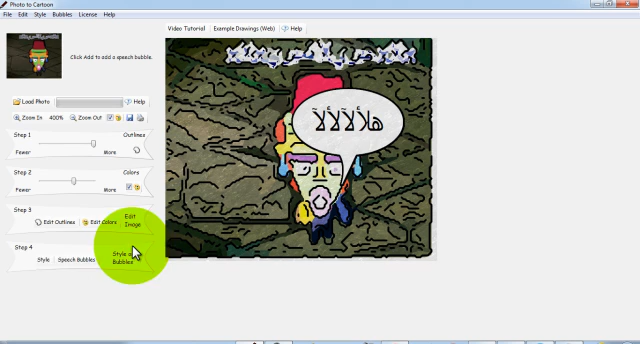 Photo to Cartoon
File Edit Style Bubbles License Help
Video Tutorial Example Drawings (Web) Help
Click Add to add a speech bubble.
Load Photo Help
Zoom In 400% Zoom Out
Step 1 Outlines
Fewer More
Step 2 Colors
Fewer More
Step 3
Edit Outlines Edit Colors Edit Image
Step 4
Style Speech Bubbles Style Bubbles
هلألآلألآ